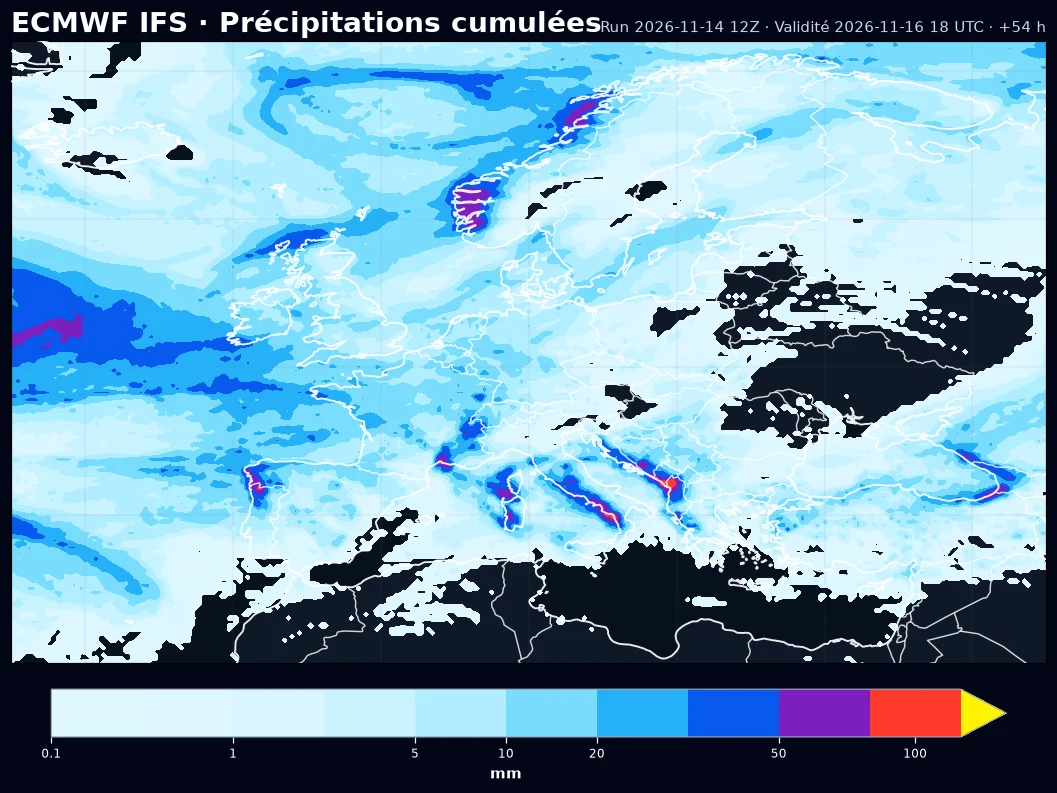 ECMWF IFS · Précipitations cumulées
Run 2026-11-14 12Z · Validité 2026-11-16 18 UTC · +54 h
0.1 1 5 10 20 50 100
mm